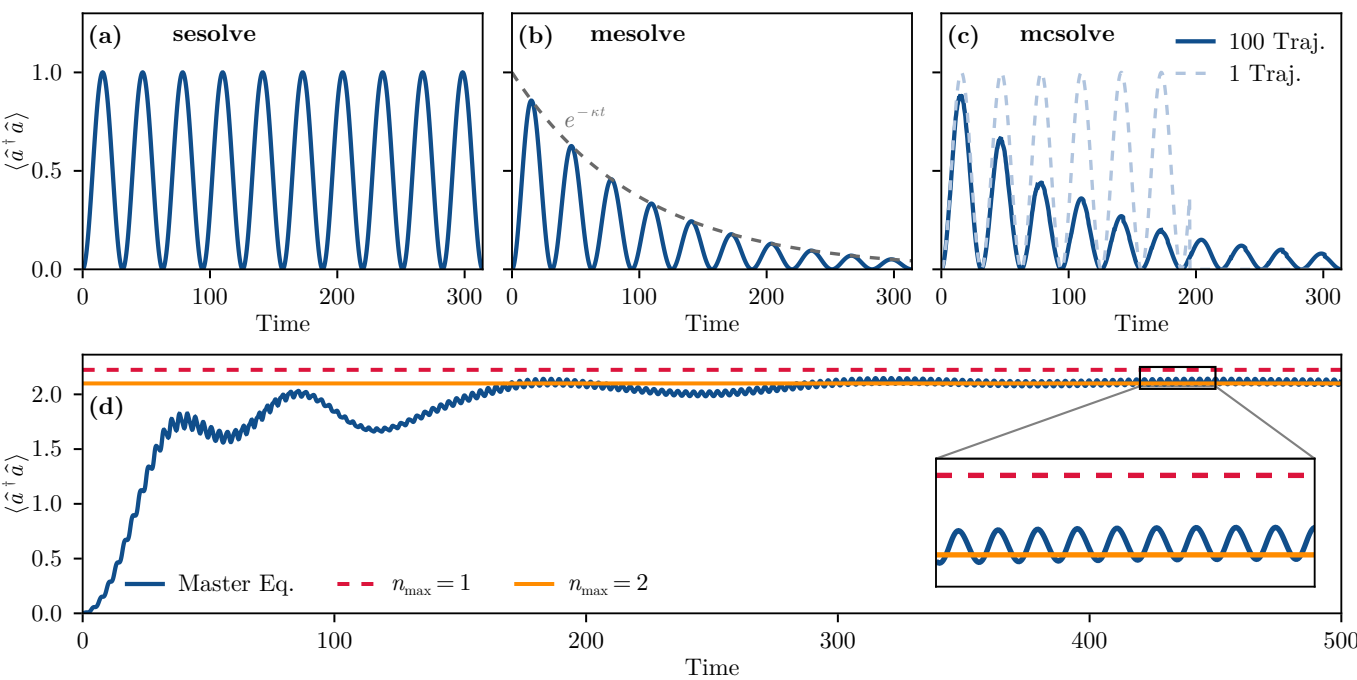 (a) sesolve
(b) mesolve
(c) mcsolve
100 Traj.
1 Traj.
e^{−κt}
⟨â†â⟩
1.0
0.5
0.0
0 100 200 300
0 100 200 300
0 100 200 300
Time Time Time
(d)
⟨â†â⟩
2.0
1.5
1.0
0.5
0.0
Master Eq. n_max = 1 n_max = 2
0 100 200 300 400 500
Time